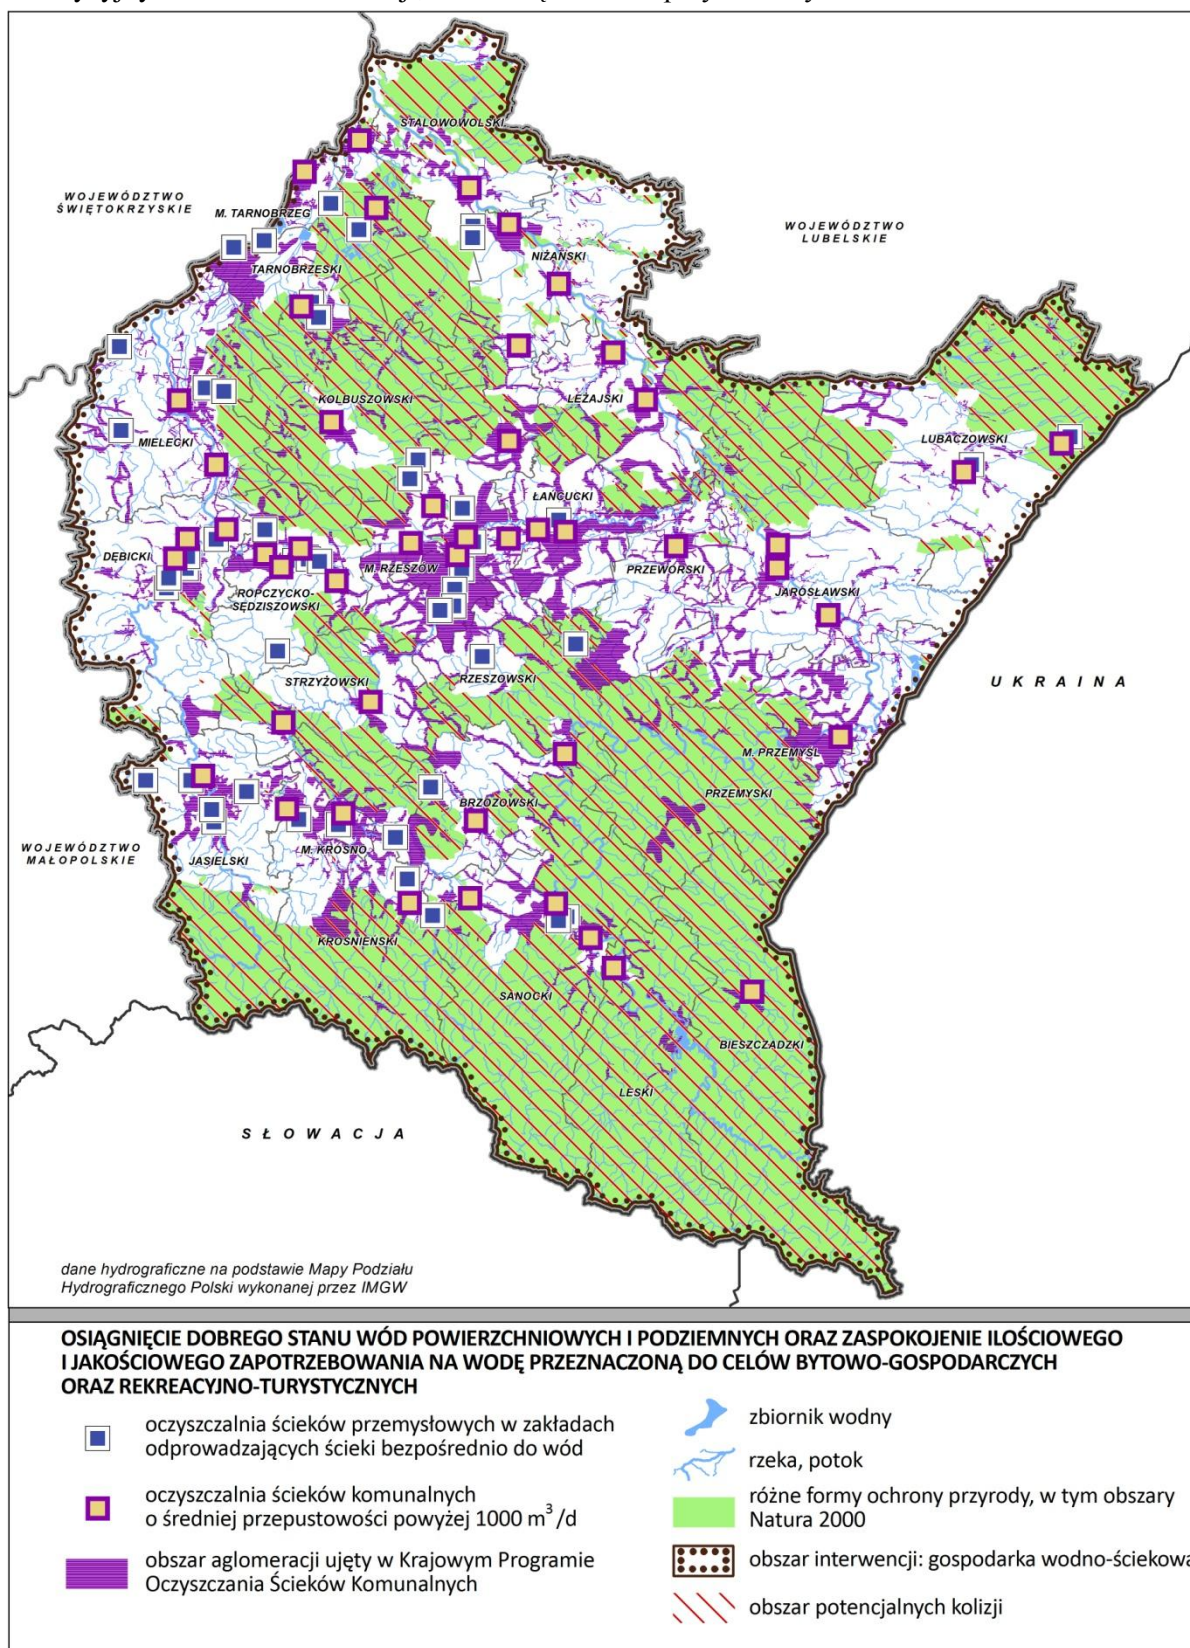 WOJEWÓDZTWO
ŚWIĘTOKRZYSKIE
STALOWOWOLSKI
M. TARNOBRZEG
WOJEWÓDZTWO
LUBELSKIE
NIŻAŃSKI
TARNOBRZESKI
KOLBUSZOWSKI
LEŻAJSKI
MIELECKI
LUBACZOWSKI
ŁAŃCUCKI
DĘBICKI
M. RZESZÓW
PRZEWORSKI
ROPCZYCKO-
SĘDZISZOWSKI
JAROSŁAWSKI
STRZYŻOWSKI
RZESZOWSKI
UKRAINA
M. PRZEMYŚL
PRZEMYSKI
BRZOZOWSKI
WOJEWÓDZTWO
MAŁOPOLSKIE
M. KROSNO
JASIELSKI
KROŚNIEŃSKI
SANOCKI
BIESZCZADZKI
LESKI
SŁOWACJA
dane hydrograficzne na podstawie Mapy Podziału
Hydrograficznego Polski wykonanej przez IMGW
OSIĄGNIĘCIE DOBREGO STANU WÓD POWIERZCHNIOWYCH I PODZIEMNYCH ORAZ ZASPOKOJENIE ILOŚCIOWEGO
I JAKOŚCIOWEGO ZAPOTRZEBOWANIA NA WODĘ PRZEZNACZONĄ DO CELÓW BYTOWO-GOSPODARCZYCH
ORAZ REKREACYJNO-TURYSTYCZNYCH
oczyszczalnia ścieków przemysłowych w zakładach
odprowadzających ścieki bezpośrednio do wód
oczyszczalnia ścieków komunalnych
o średniej przepustowości powyżej 1000 m³/d
obszar aglomeracji ujęty w Krajowym Programie
Oczyszczania Ścieków Komunalnych
zbiornik wodny
rzeka, potok
różne formy ochrony przyrody, w tym obszary
Natura 2000
obszar interwencji: gospodarka wodno-ściekowa
obszar potencjalnych kolizji